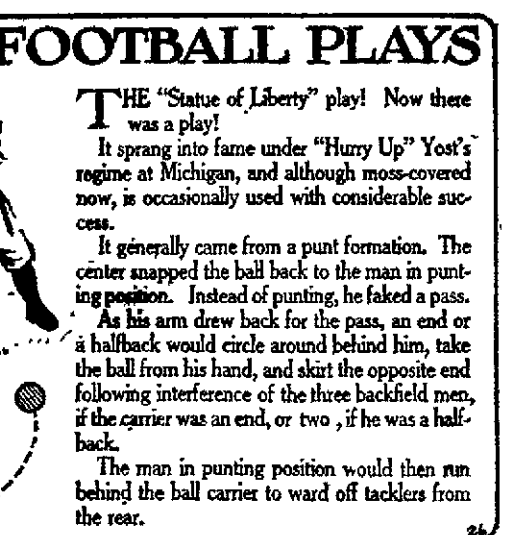 FOOTBALL PLAYS
THE "Statue of Liberty" play! Now there
was a play!
It sprang into fame under "Hurry Up" Yost's
regime at Michigan, and although moss-covered
now, is occasionally used with considerable suc-
cess.
It generally came from a punt formation. The
center snapped the ball back to the man in punt-
ing position. Instead of punting, he faked a pass.
As his arm drew back for the pass, an end or
a halfback would circle around behind him, take
the ball from his hand, and skirt the opposite end
following interference of the three backfield men,
if the carrier was an end, or two , if he was a half-
back.
The man in punting position would then run
behind the ball carrier to ward off tacklers from
the rear.
26